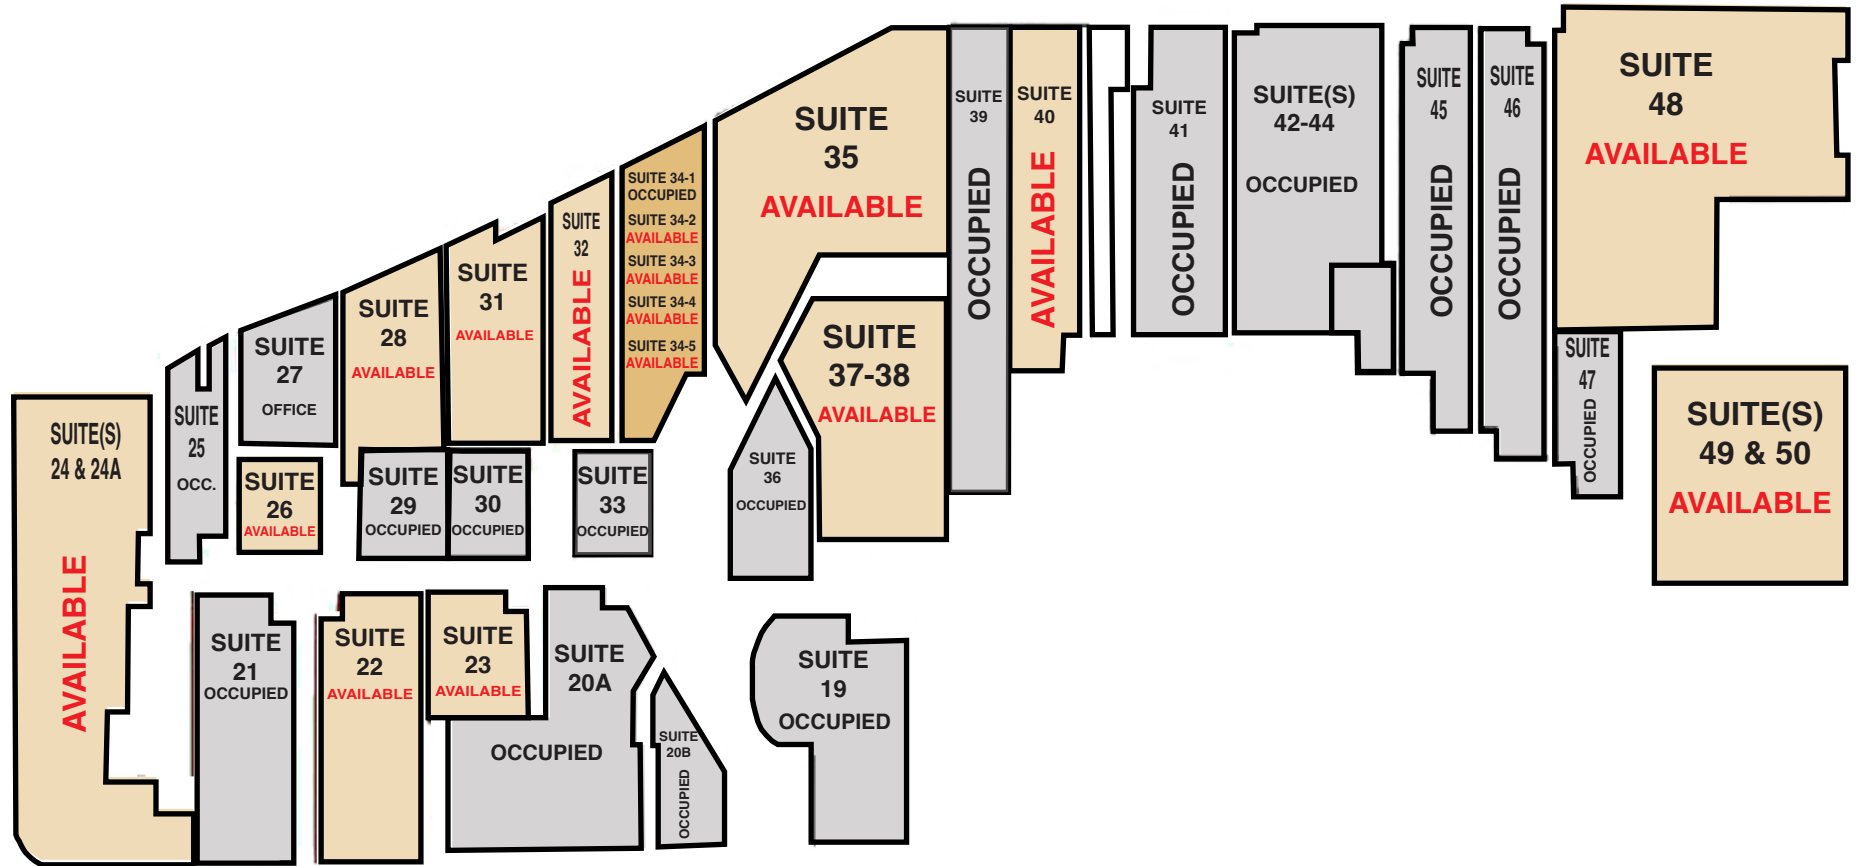 SUITE
35
AVAILABLE
SUITE
39
OCCUPIED
SUITE
40
AVAILABLE
SUITE
41
OCCUPIED
SUITE(S)
42-44
OCCUPIED
SUITE
45
OCCUPIED
SUITE
46
OCCUPIED
SUITE
48
AVAILABLE
SUITE 34-1
OCCUPIED
SUITE 34-2
AVAILABLE
SUITE 34-3
AVAILABLE
SUITE 34-4
AVAILABLE
SUITE 34-5
AVAILABLE
SUITE
32
AVAILABLE
SUITE
31
AVAILABLE
SUITE
28
AVAILABLE
SUITE
27
OFFICE
SUITE
25
OCC.
SUITE(S)
24 & 24A
AVAILABLE
SUITE
26
AVAILABLE
SUITE
29
OCCUPIED
SUITE
30
OCCUPIED
SUITE
33
OCCUPIED
SUITE
36
OCCUPIED
SUITE
37-38
AVAILABLE
SUITE
47
OCCUPIED
SUITE(S)
49 & 50
AVAILABLE
SUITE
21
OCCUPIED
SUITE
22
AVAILABLE
SUITE
23
AVAILABLE
SUITE
20A
OCCUPIED
SUITE
20B
OCCUPIED
SUITE
19
OCCUPIED